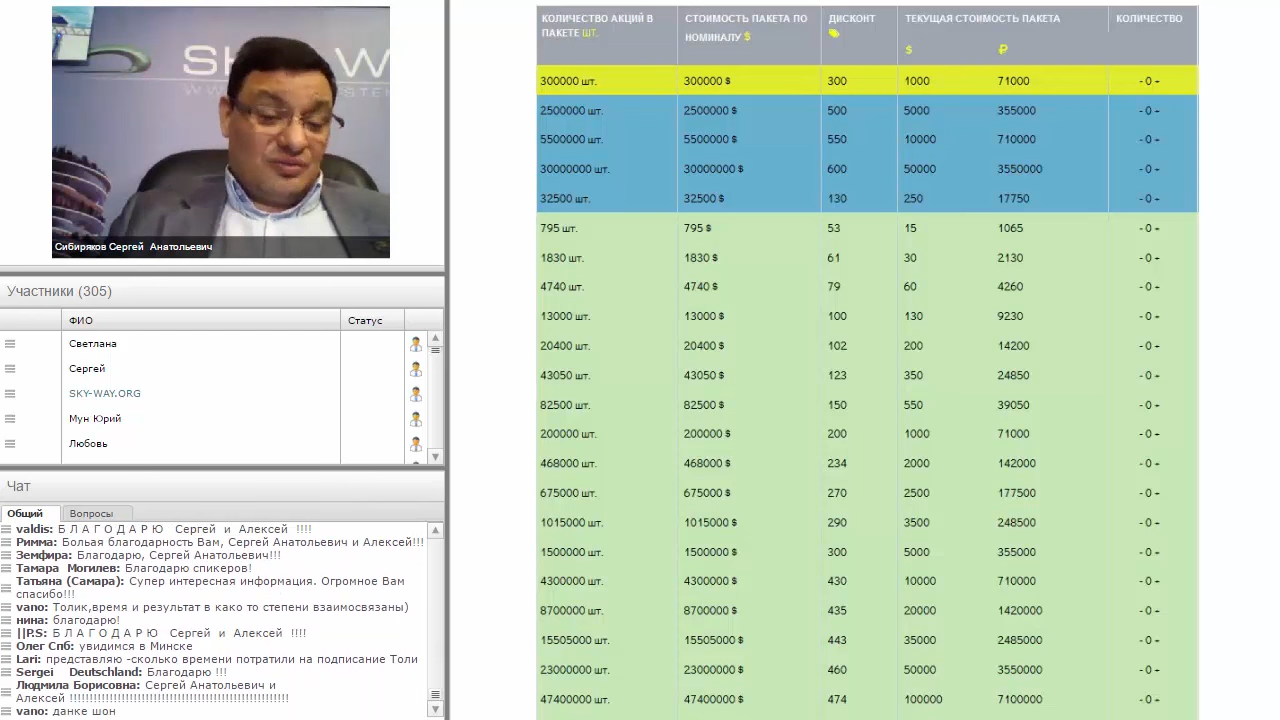 SKY W
WWW. STEM
Сибиряков Сергей Анатольевич
Участники (305)
ФИО Статус
Светлана
Сергей
SKY-WAY.ORG
Мун Юрий
Любовь
Чат
Общий Вопросы
valdis: Б Л А Г О Д А Р Ю Сергей и Алексей !!!!
Римма: Больая благодарность Вам, Сергей Анатольевич и Алексей!!!
Земфира: Благодарю, Сергей Анатольевич!!!
Тамара Могилев: Благодарю спикеров!
Татьяна (Самара): Супер интересная информация. Огромное Вам
спасибо!!!
vano: Толик,время и результат в како то степени взаимосвязаны)
нина: благодарю!
||P.S: Б Л А Г О Д А Р Ю Сергей и Алексей !!!!
Олег Спб: увидимся в Минске
Lari: представляю -сколько времени потратили на подписание Толи
Sergei Deutschland: Благодарю !!!
Людмила Борисовна: Сергей Анатольевич и
Алексей !!!!!!!!!!!!!!!!!!!!!!!!!!!!!!!!!!!!!!!!!!!
vano: данке шон
КОЛИЧЕСТВО АКЦИЙ В СТОИМОСТЬ ПАКЕТА ПО ДИСКОНТ ТЕКУЩАЯ СТОИМОСТЬ ПАКЕТА КОЛИЧЕСТВО
ПАКЕТЕ ШТ. НОМИНАЛУ $ $ ₽
300000 шт. 300000 $ 300 1000 71000 - 0 +
2500000 шт. 2500000 $ 500 5000 355000 - 0 +
5500000 шт. 5500000 $ 550 10000 710000 - 0 +
30000000 шт. 30000000 $ 600 50000 3550000 - 0 +
32500 шт. 32500 $ 130 250 17750 - 0 +
795 шт. 795 $ 53 15 1065 - 0 +
1830 шт. 1830 $ 61 30 2130 - 0 +
4740 шт. 4740 $ 79 60 4260 - 0 +
13000 шт. 13000 $ 100 130 9230 - 0 +
20400 шт. 20400 $ 102 200 14200 - 0 +
43050 шт. 43050 $ 123 350 24850 - 0 +
82500 шт. 82500 $ 150 550 39050 - 0 +
200000 шт. 200000 $ 200 1000 71000 - 0 +
468000 шт. 468000 $ 234 2000 142000 - 0 +
675000 шт. 675000 $ 270 2500 177500 - 0 +
1015000 шт. 1015000 $ 290 3500 248500 - 0 +
1500000 шт. 1500000 $ 300 5000 355000 - 0 +
4300000 шт. 4300000 $ 430 10000 710000 - 0 +
8700000 шт. 8700000 $ 435 20000 1420000 - 0 +
15505000 шт. 15505000 $ 443 35000 2485000 - 0 +
23000000 шт. 23000000 $ 460 50000 3550000 - 0 +
47400000 шт. 47400000 $ 474 100000 7100000 - 0 +